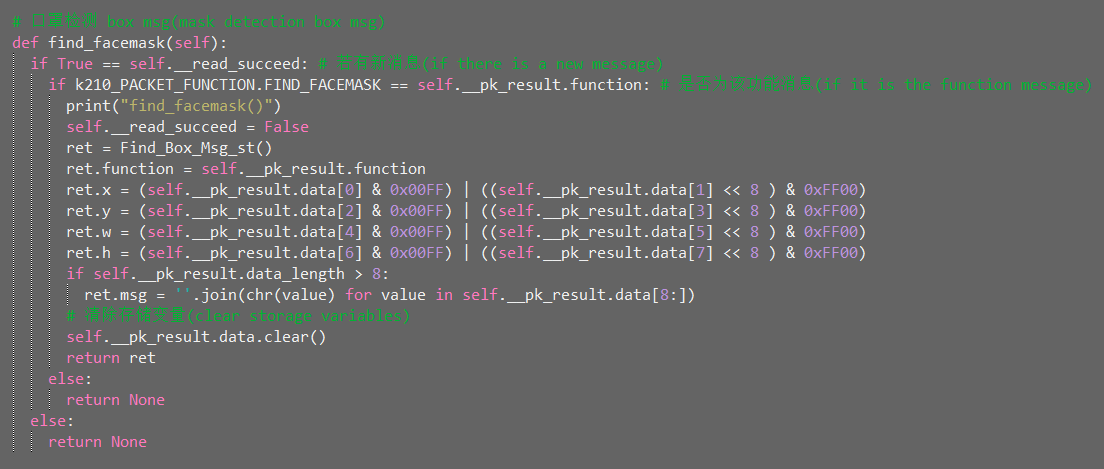 # 口罩检测 box msg(mask detection box msg)
def find_facemask(self):
if True == self.__read_succeed: # 若有新消息(if there is a new message)
if k210_PACKET_FUNCTION.FIND_FACEMASK == self.__pk_result.function: # 是否为该功能消息(if it is the function message)
print("find_facemask()")
self.__read_succeed = False
ret = Find_Box_Msg_st()
ret.function = self.__pk_result.function
ret.x = (self.__pk_result.data[0] & 0x00FF) | ((self.__pk_result.data[1] << 8 ) & 0xFF00)
ret.y = (self.__pk_result.data[2] & 0x00FF) | ((self.__pk_result.data[3] << 8 ) & 0xFF00)
ret.w = (self.__pk_result.data[4] & 0x00FF) | ((self.__pk_result.data[5] << 8 ) & 0xFF00)
ret.h = (self.__pk_result.data[6] & 0x00FF) | ((self.__pk_result.data[7] << 8 ) & 0xFF00)
if self.__pk_result.data_length > 8:
ret.msg = ''.join(chr(value) for value in self.__pk_result.data[8:])
# 清除存储变量(clear storage variables)
self.__pk_result.data.clear()
return ret
else:
return None
else:
return None